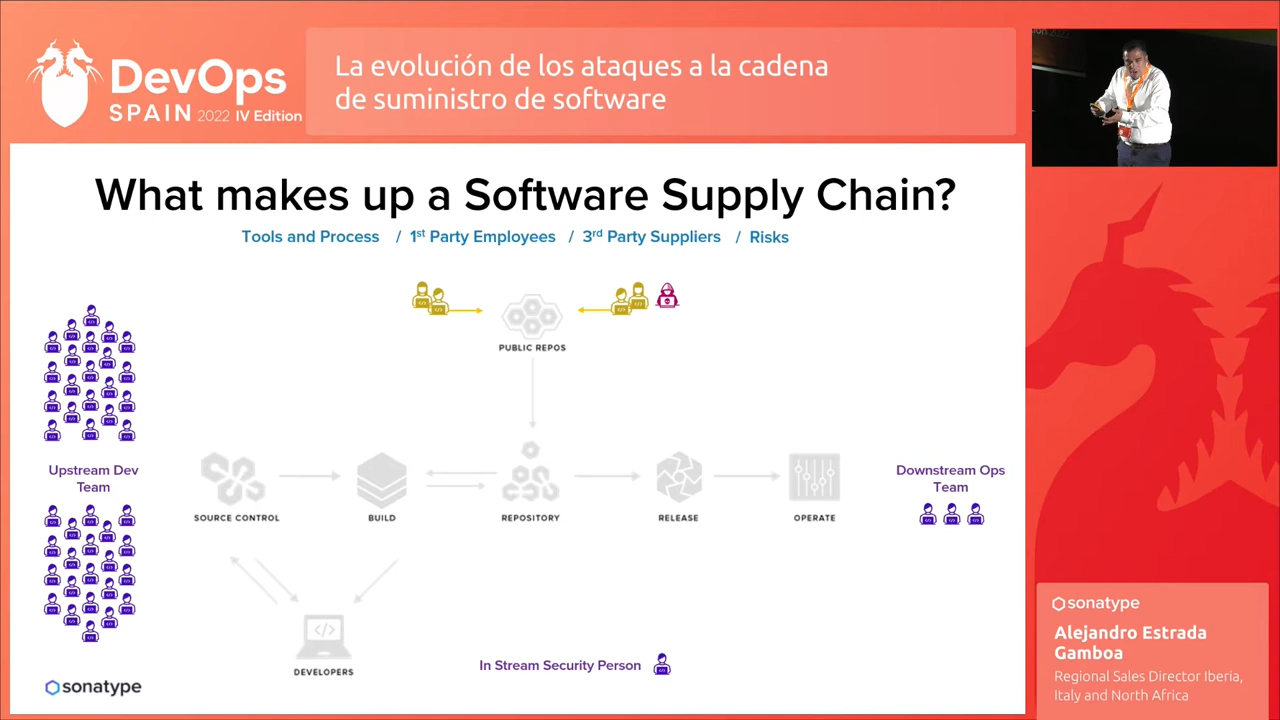 DevOps
SPAIN 2022 IV Edition
La evolución de los ataques a la cadena
de suministro de software
What makes up a Software Supply Chain?
Tools and Process / 1st Party Employees / 3rd Party Suppliers / Risks
PUBLIC REPOS
Upstream Dev
Team
SOURCE CONTROL
BUILD
REPOSITORY
RELEASE
OPERATE
Downstream Ops
Team
DEVELOPERS
In Stream Security Person
sonatype
sonatype
Alejandro Estrada
Gamboa
Regional Sales Director Iberia,
Italy and North Africa